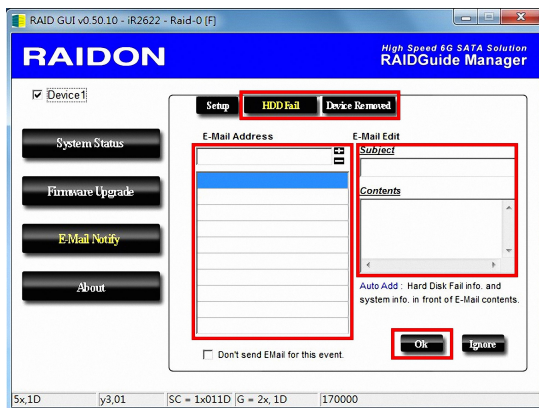 RAID GUI v0.50.10 - iR2622 - Raid-0 [F]
RAIDON
High Speed 6G SATA Solution
RAIDGuide Manager
Device1
Setup HDD Fail Device Removed
System Status
Firmware Upgrade
E-Mail Notify
About
E-Mail Address
E-Mail Edit
Subject
Contents
Auto Add : Hard Disk Fail info. and
system info. in front of E-Mail contents.
Don't send EMail for this event.
Ok Ignore
5x,1D y3,01 SC = 1x011D G = 2x, 1D 170000